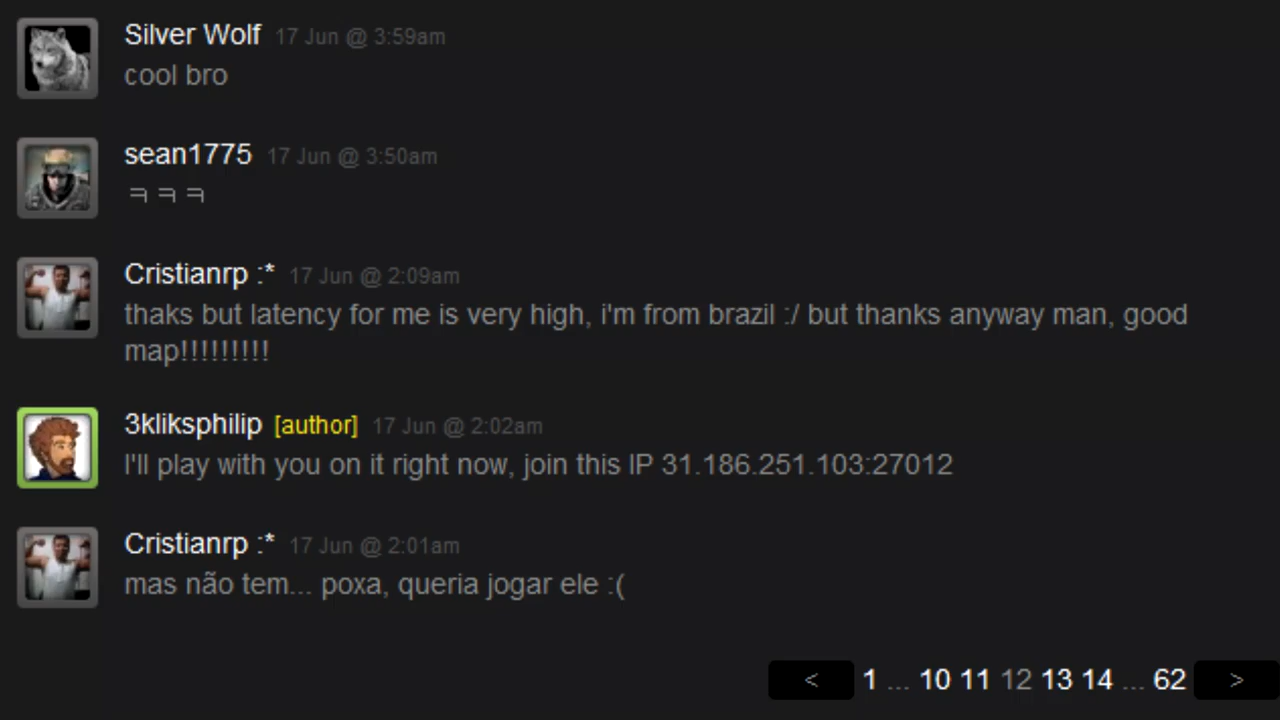 Silver Wolf 17 Jun @ 3:59am
cool bro
sean1775 17 Jun @ 3:50am
ㅋㅋㅋ
Cristianrp :* 17 Jun @ 2:09am
thaks but latency for me is very high, i'm from brazil :/ but thanks anyway man, good
map!!!!!!!!!
3kliksphilip [author] 17 Jun @ 2:02am
I'll play with you on it right now, join this IP 31.186.251.103:27012
Cristianrp :* 17 Jun @ 2:01am
mas não tem... poxa, queria jogar ele :(
< 1 ... 10 11 12 13 14 ... 62 >